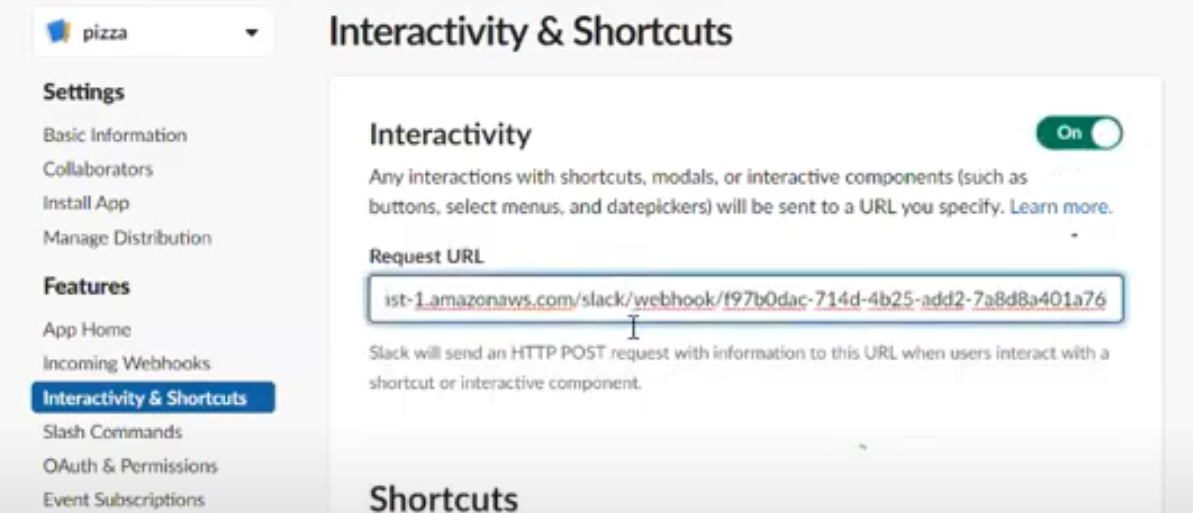 pizza
Interactivity & Shortcuts
Settings
Basic Information
Collaborators
Install App
Manage Distribution
Features
App Home
Incoming Webhooks
Interactivity & Shortcuts
Slash Commands
OAuth & Permissions
Event Subscriptions
Interactivity
On
Any interactions with shortcuts, modals, or interactive components (such as
buttons, select menus, and datepickers) will be sent to a URL you specify. Learn more.
Request URL
ist-1.amazonaws.com/slack/webhook/f97b0dac-714d-4b25-add2-7a8d8a401a76
Slack will send an HTTP POST request with information to this URL when users interact with a
shortcut or interactive component.
Shortcuts